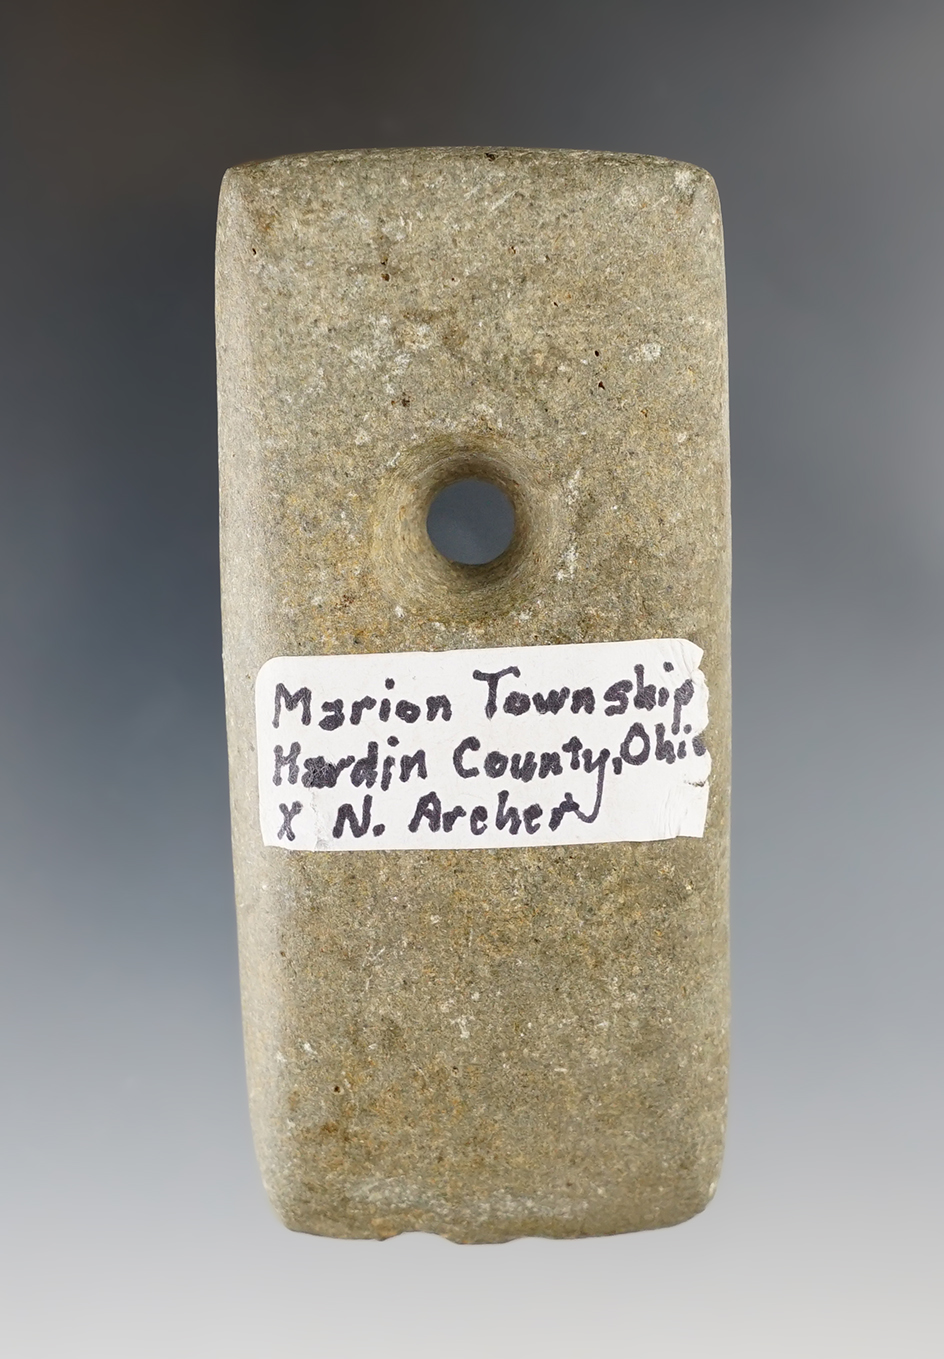 Marion Township
Hardin County, Ohio
X N. Archer